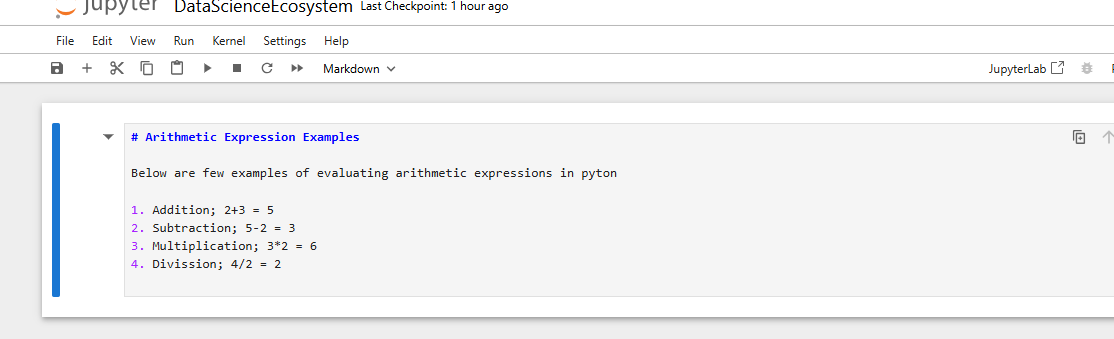 Jupyter DataScienceEcosystem Last Checkpoint: 1 hour ago
File Edit View Run Kernel Settings Help
Markdown JupyterLab
# Arithmetic Expression Examples
Below are few examples of evaluating arithmetic expressions in pyton
1. Addition; 2+3 = 5
2. Subtraction; 5-2 = 3
3. Multiplication; 3*2 = 6
4. Divission; 4/2 = 2